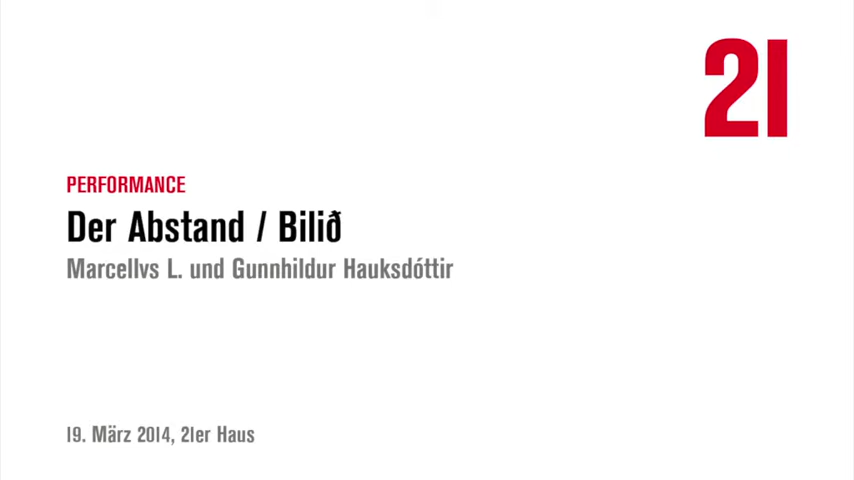 21
PERFORMANCE
Der Abstand / Bilið
Marcellvs L. und Gunnhildur Hauksdóttir
19. März 2014, 21er Haus